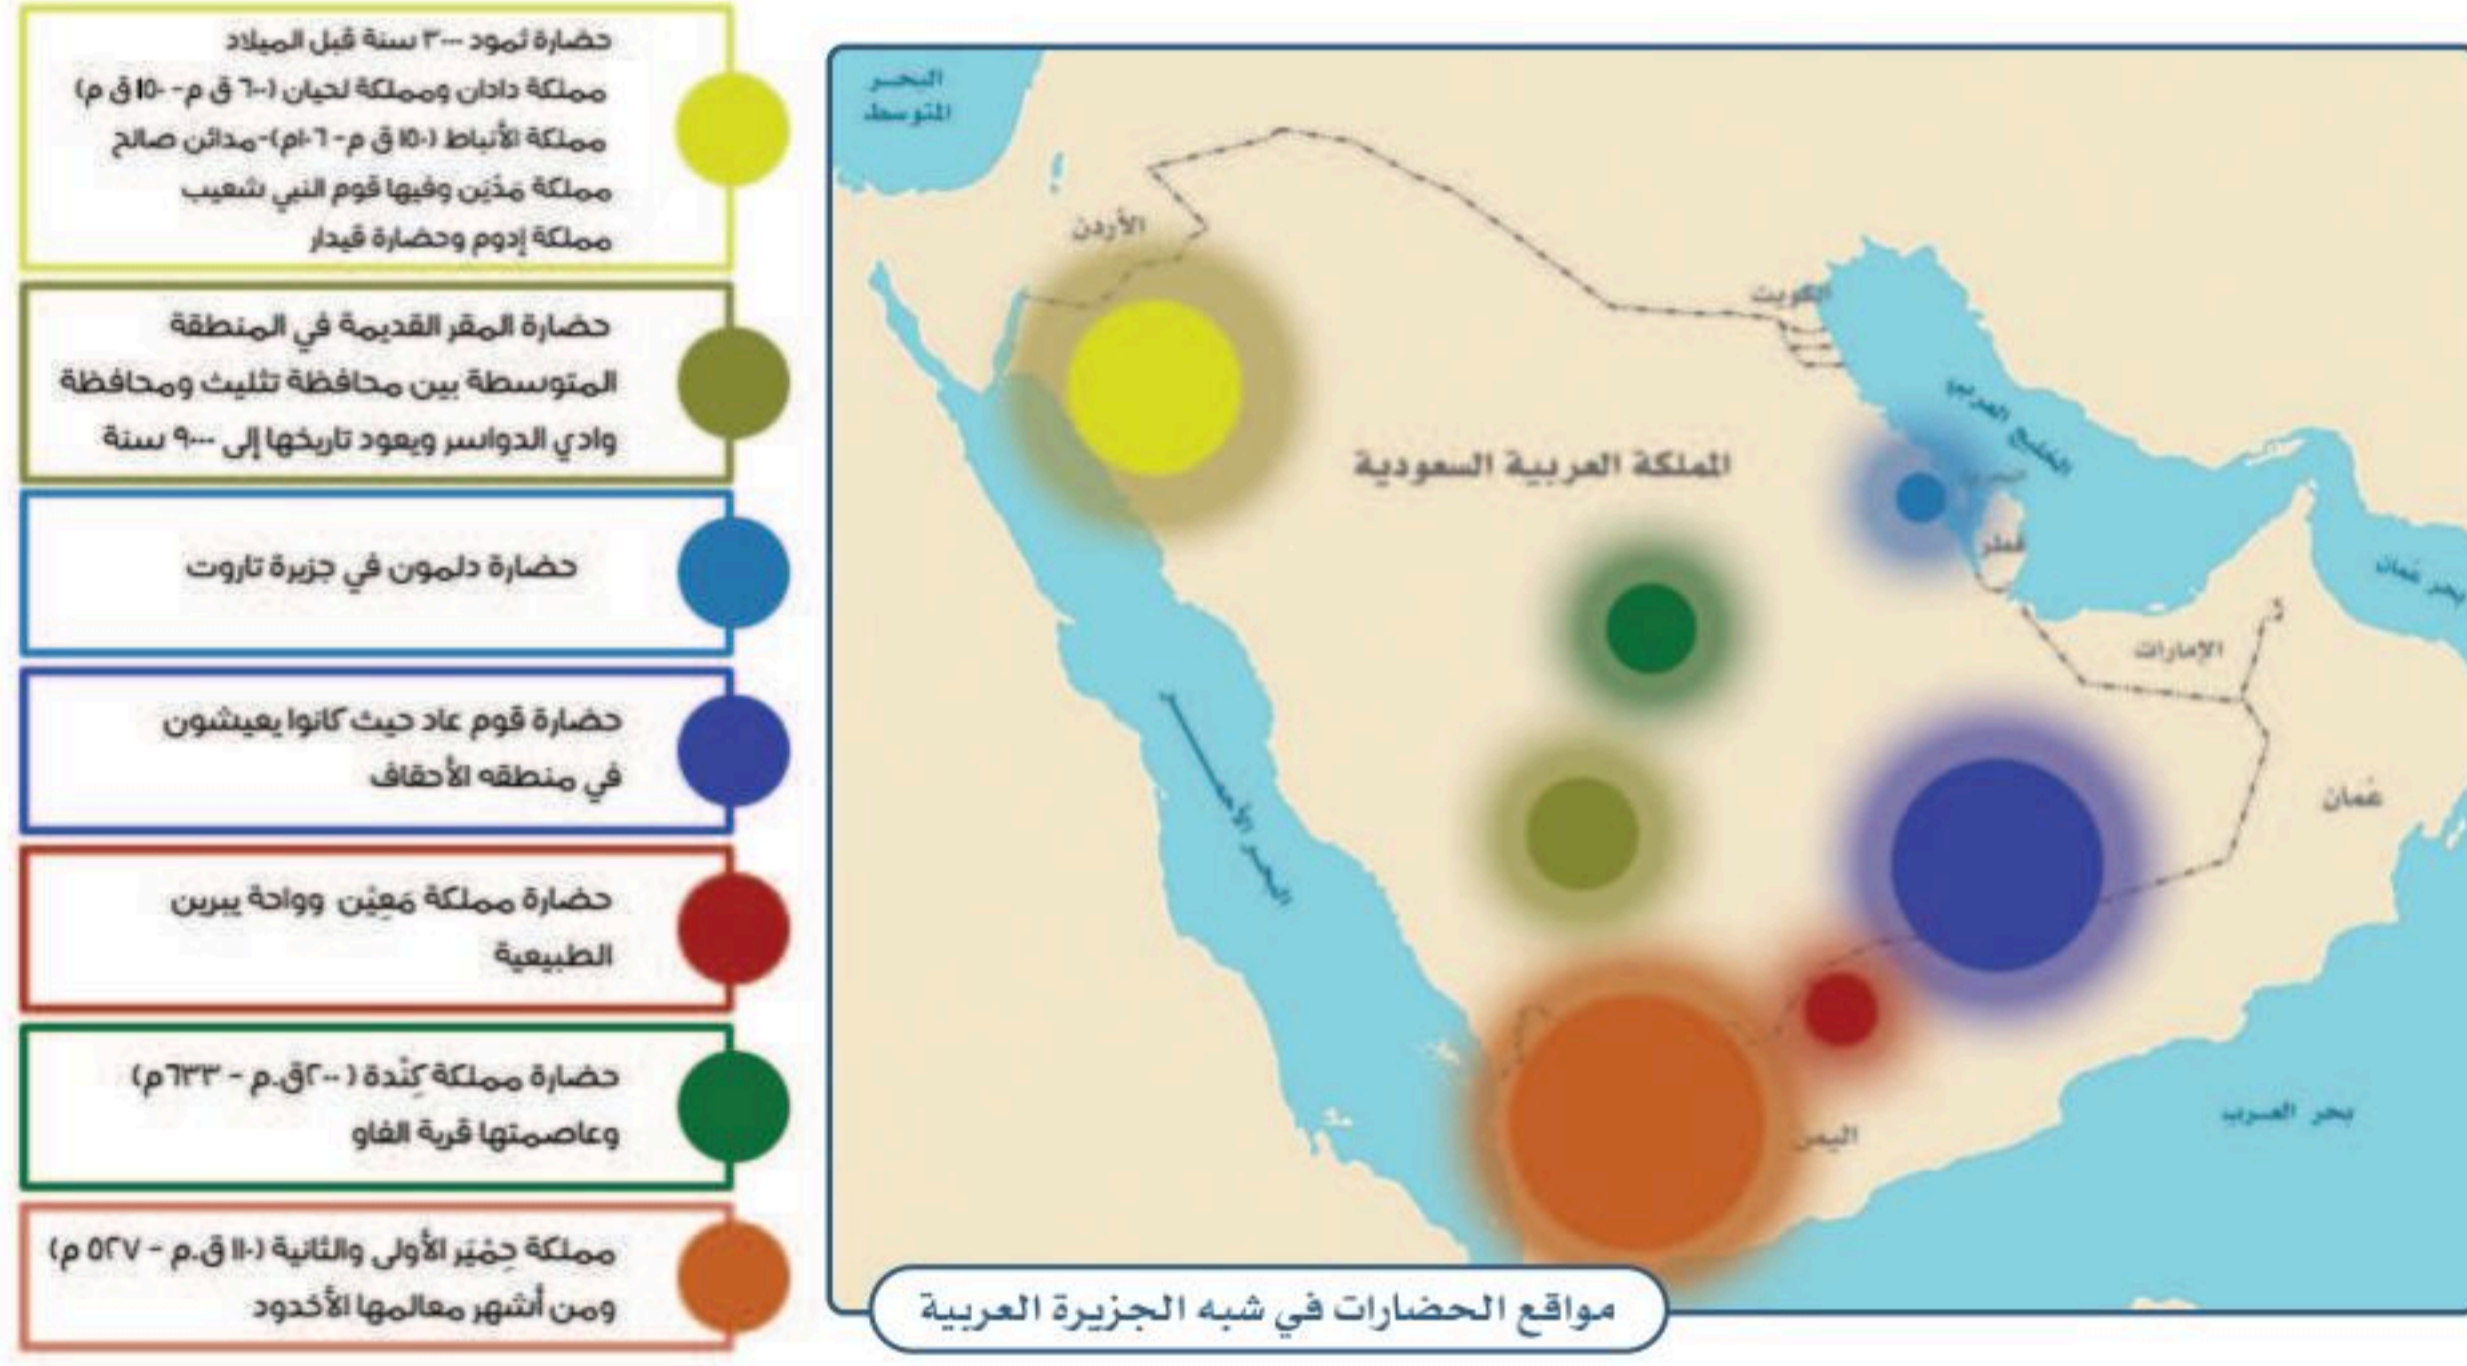 حضارة ثمود ٣٠٠٠ سنة قبل الميلاد
مملكة دادان ومملكة لحيان (٦٠٠ ق م- ١٥٠ ق م)
مملكة الأنباط (١٥٠ ق م- ١٠٦م)-مدائن صالح
مملكة مَدْيَن وفيها قوم النبي شعيب
مملكة إدوم وحضارة قيدار
حضارة المقر القديمة في المنطقة
المتوسطة بين محافظة تثليث ومحافظة
وادي الدواسر ويعود تاريخها إلى ٩٠٠٠ سنة
حضارة دلمون في جزيرة تاروت
حضارة قوم عاد حيث كانوا يعيشون
في منطقه الأحقاف
حضارة مملكة مَعِيْن وواحة يبرين
الطبيعية
حضارة مملكة كِنْدة (٢٠٠ق.م - ٦٣٣م)
وعاصمتها قرية الفاو
مملكة حِمْيَر الأولى والثانية (١١٠ ق.م - ٥٢٧ م)
ومن أشهر معالمها الأخدود
البحر
المتوسط
الأردن
الكويت
الخليج العربي
المملكة العربية السعودية
قطر
بحر عُمان
الإمارات
عُمان
البحر الأحمر
اليمن
بحر العرب
مواقع الحضارات في شبه الجزيرة العربية